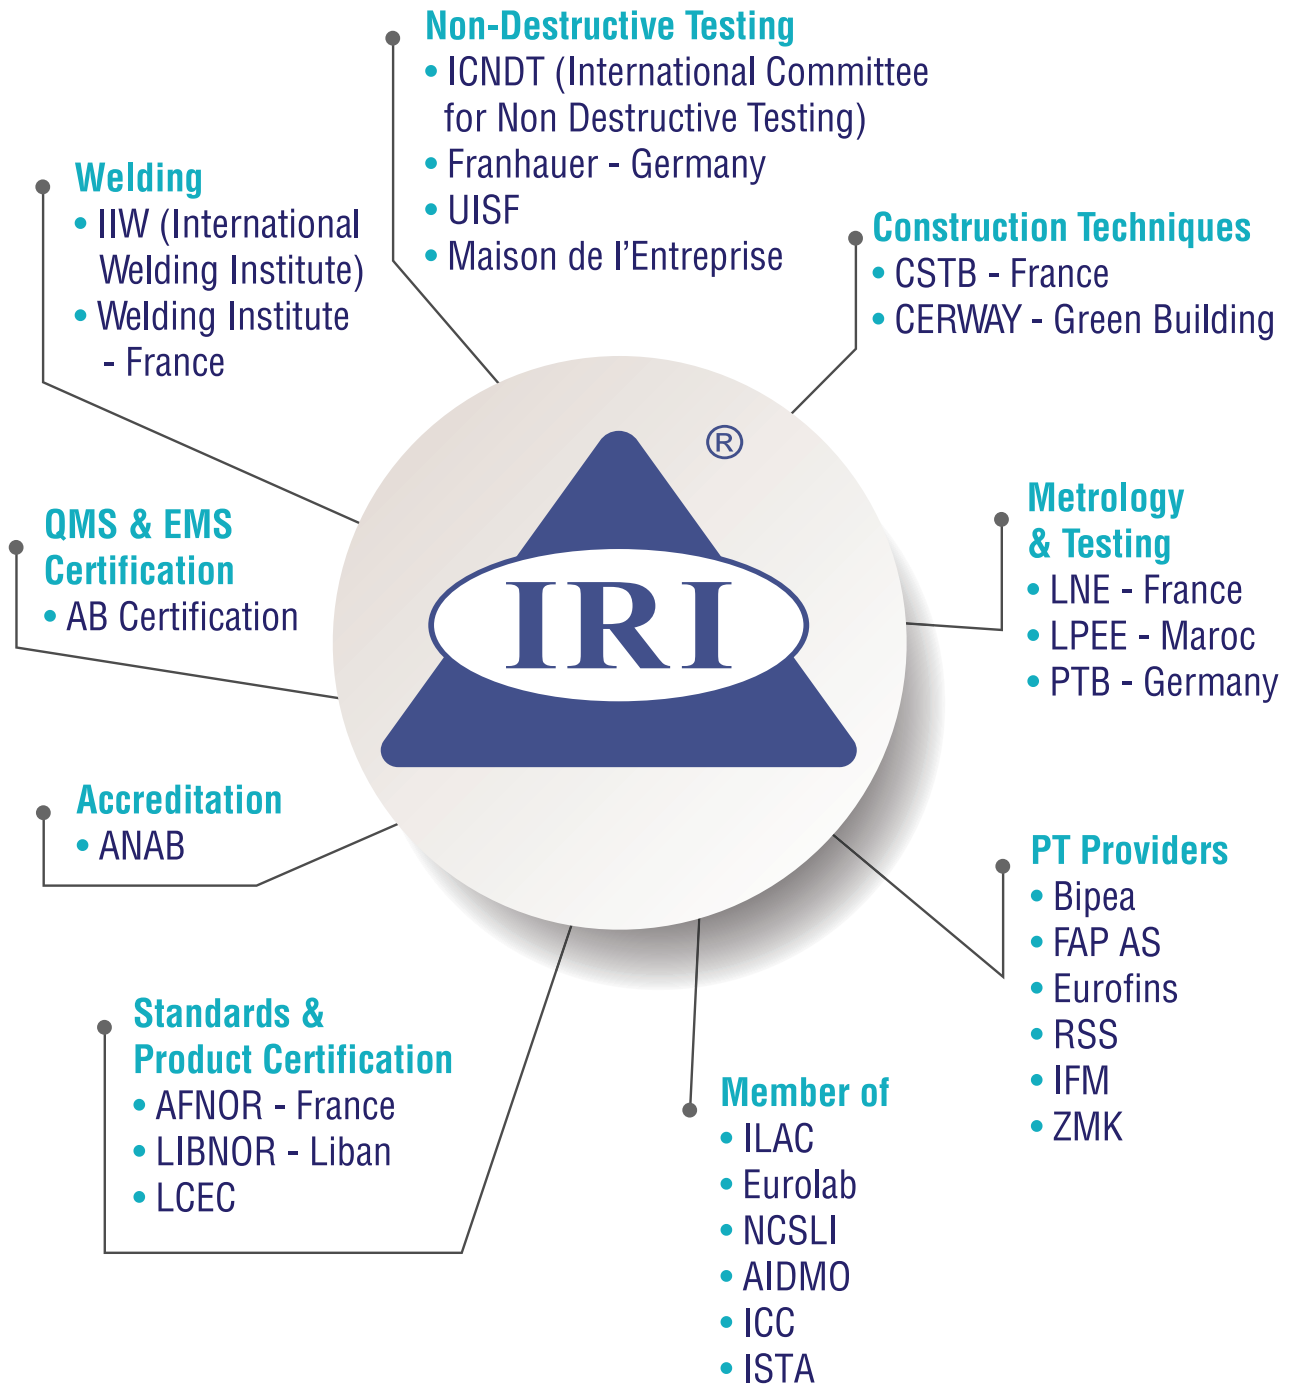 Non-Destructive Testing
• ICNDT (International Committee
for Non Destructive Testing)
• Franhauer - Germany
• UISF
• Maison de l'Entreprise
Welding
• IIW (International
Welding Institute)
• Welding Institute
- France
Construction Techniques
• CSTB - France
• CERWAY - Green Building
QMS & EMS
Certification
• AB Certification
IRI
®
Metrology
& Testing
• LNE - France
• LPEE - Maroc
• PTB - Germany
Accreditation
• ANAB
PT Providers
• Bipea
• FAP AS
• Eurofins
• RSS
• IFM
• ZMK
Standards &
Product Certification
• AFNOR - France
• LIBNOR - Liban
• LCEC
Member of
• ILAC
• Eurolab
• NCSLI
• AIDMO
• ICC
• ISTA